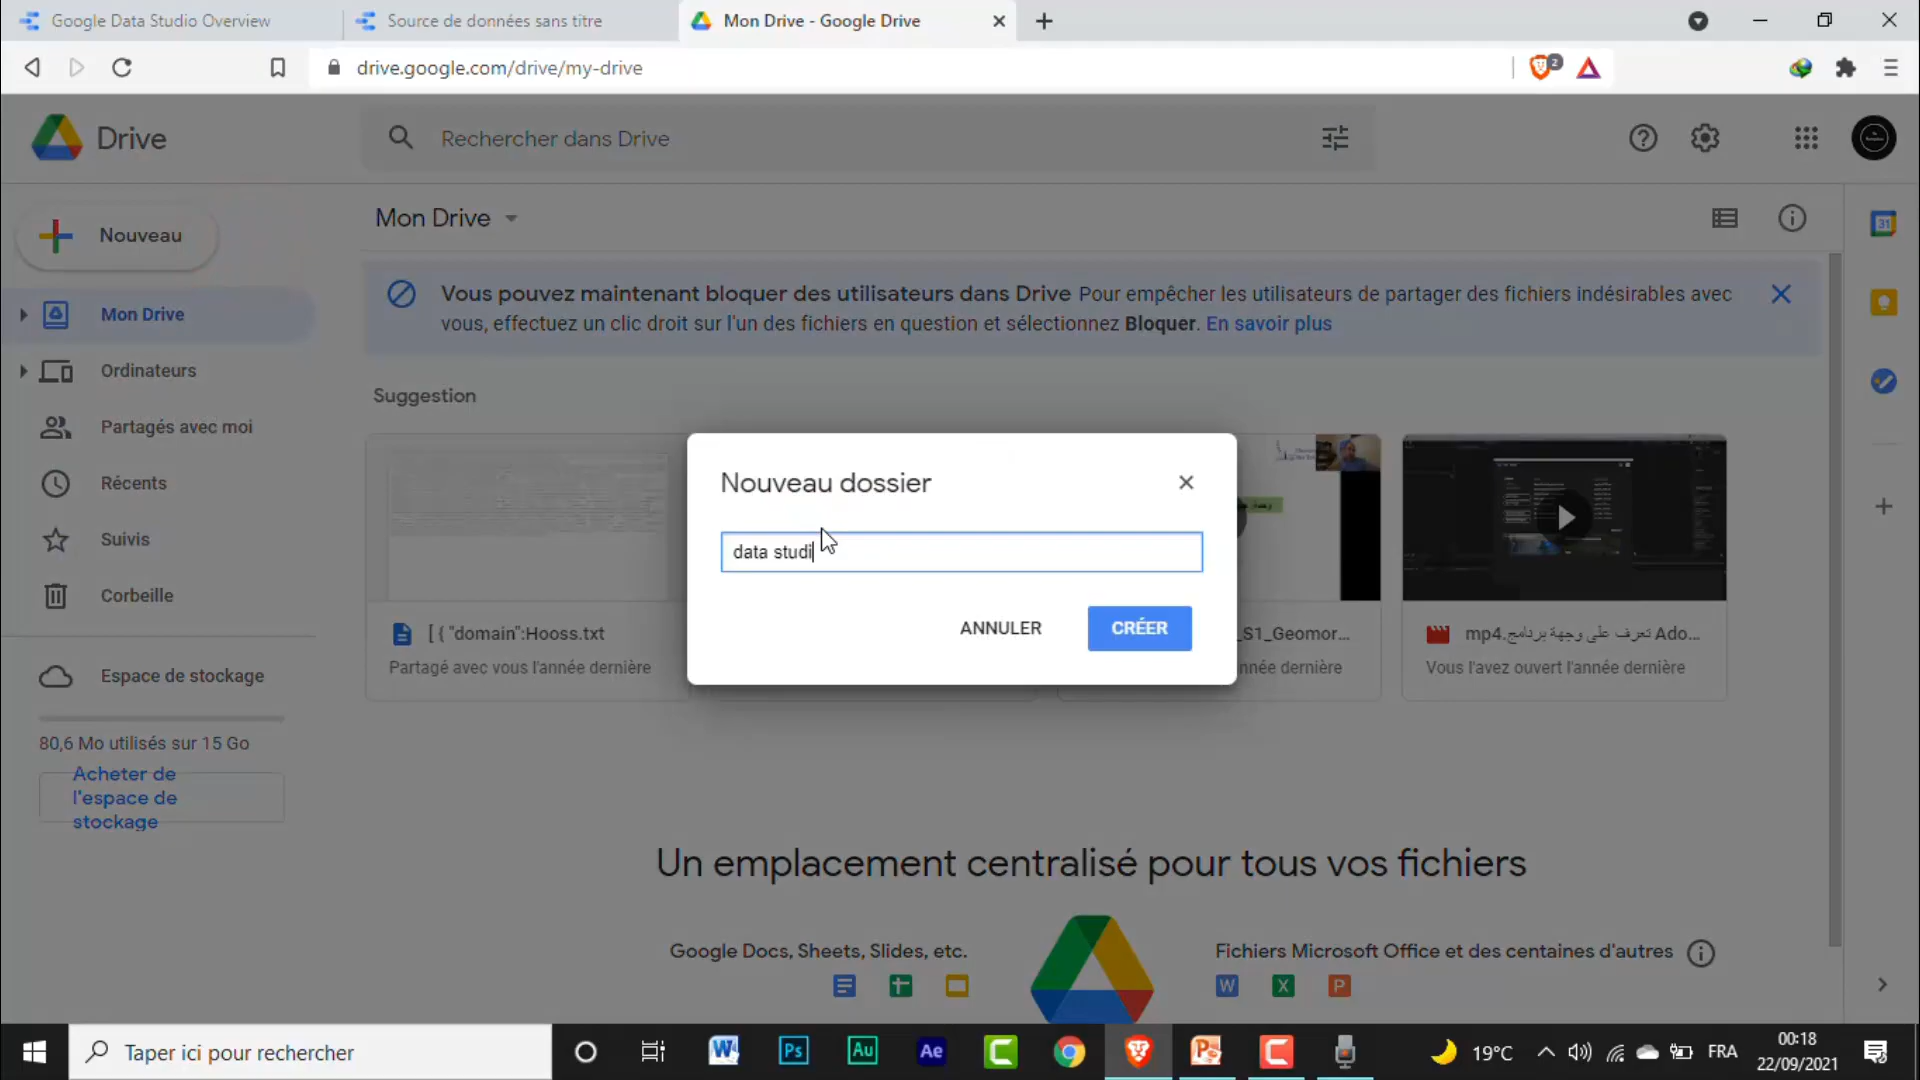 Google Data Studio Overview
Source de données sans titre
Mon Drive - Google Drive
drive.google.com/drive/my-drive
2
Drive
Rechercher dans Drive
Nouveau
Mon Drive
31
Vous pouvez maintenant bloquer des utilisateurs dans Drive Pour empêcher les utilisateurs de partager des fichiers indésirables avec
vous, effectuez un clic droit sur l'un des fichiers en question et sélectionnez Bloquer. En savoir plus
Mon Drive
Ordinateurs
Suggestion
Partagés avec moi
Récents
Nouveau dossier
Suivis
data studi
Corbeille
ANNULER
CRÉER
[ { "domain":Hooss.txt
_S1_Geomor...
تعرف على وجهة برنامج Ado... .mp4
Partagé avec vous l'année dernière
nnée dernière
Vous l'avez ouvert l'année dernière
Espace de stockage
80,6 Mo utilisés sur 15 Go
Acheter de
l'espace de
stockage
Un emplacement centralisé pour tous vos fichiers
Google Docs, Sheets, Slides, etc.
Fichiers Microsoft Office et des centaines d'autres
W X P
Taper ici pour rechercher
W
Ps
Au
Ae
C
P
C
19°C
FRA
00:18
22/09/2021